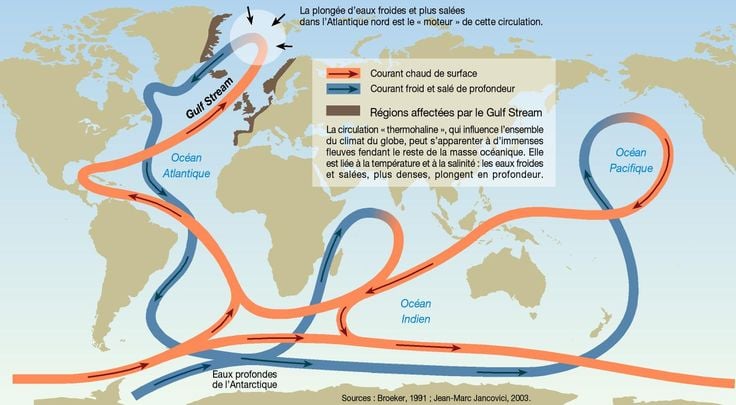 La plongée d'eaux froides et plus salées
dans l'Atlantique nord est le « moteur » de cette circulation.
Courant chaud de surface
Courant froid et salé de profondeur
Régions affectées par le Gulf Stream
La circulation « thermohaline », qui influence l'ensemble
du climat du globe, peut s'apparenter à d'immenses
fleuves fendant le reste de la masse océanique. Elle
est liée à la température et à la salinité : les eaux froides
et salées, plus denses, plongent en profondeur.
Gulf Stream
Océan
Atlantique
Océan
Pacifique
Océan
Indien
Eaux profondes
de l'Antarctique
Sources : Broeker, 1991 ; Jean-Marc Jancovici, 2003.